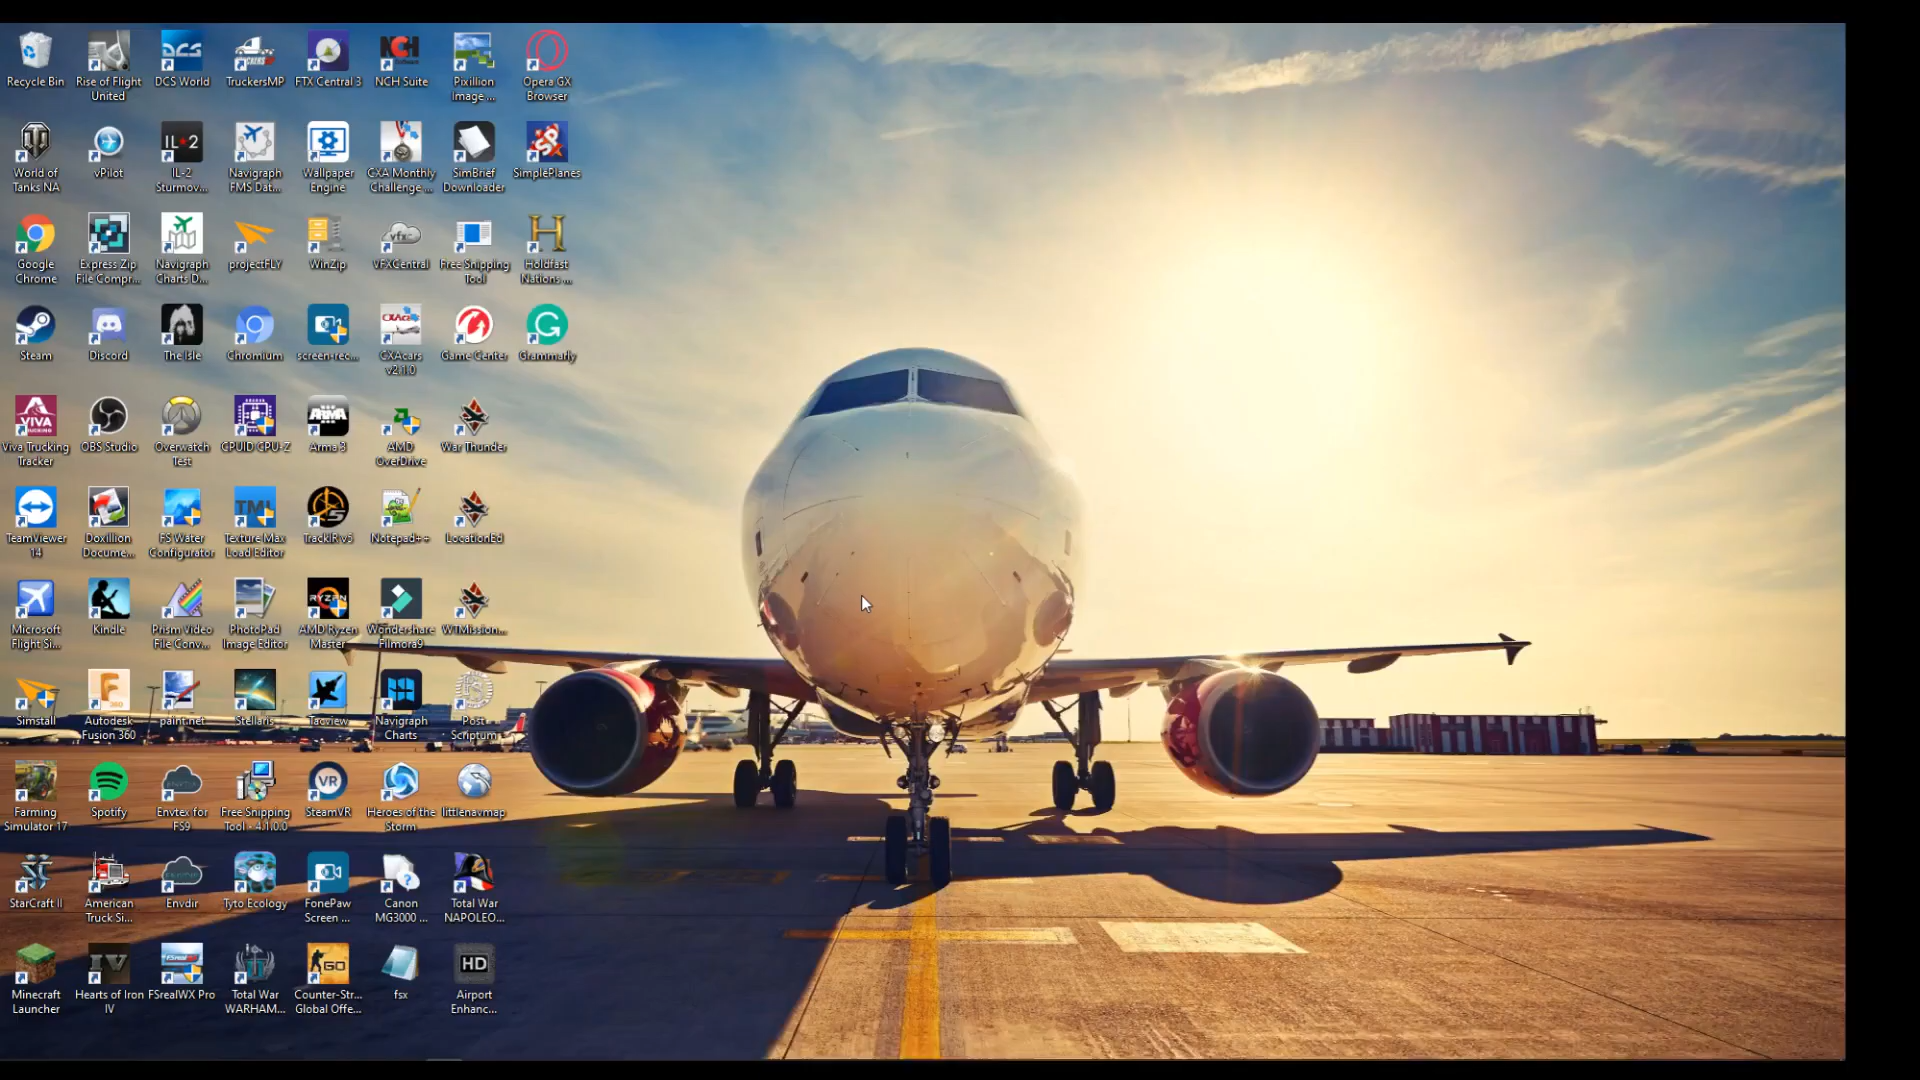 Recycle Bin
Rise of Flight
United
DCS World
TruckersMP
FTX Central 3
NCH Suite
Pixillion
Image ...
Opera GX
Browser
World of
Tanks NA
vPilot
IL-2
Sturmov...
Navigraph
FMS Dat...
Wallpaper
Engine
CXA Monthly
Challenge ...
SimBrief
Downloader
SimplePlanes
Google
Chrome
Express Zip
File Compr...
Navigraph
Charts D...
projectFLY
WinZip
VFXCentral
Free Snipping
Tool
Holdfast
Nations ...
Steam
Discord
The Isle
Chromium
screen-rec...
CXAcars
v2.1.0
Game Center
Grammarly
Viva Trucking
Tracker
OBS Studio
Overwatch
Test
CPUID CPU-Z
Arma 3
AMD
OverDrive
War Thunder
TeamViewer
14
Doxillion
Docume...
FS Water
Configurator
Texture Max
Load Editor
TrackIR v5
Notepad++
LocationEd
Microsoft
Flight Si...
Kindle
Prism Video
File Conv...
PhotoPad
Image Editor
AMD Ryzen
Master
Wondershare
Filmora9
WTMission...
Simstall
Autodesk
Fusion 360
paint.net
Stellaris
Tacview
Navigraph
Charts
Post
Scriptum
Farming
Simulator 17
Spotify
Envtex for
FS9
Free Snipping
Tool - 4.1.0.0
SteamVR
Heroes of the
Storm
littlenavmap
StarCraft II
American
Truck Si...
Envdir
Tyto Ecology
FonePaw
Screen ...
Canon
MG3000 ...
Total War
NAPOLEO...
Minecraft
Launcher
Hearts of Iron
IV
FSrealWX Pro
Total War
WARHAM...
Counter-Str...
Global Offe...
fsx
Airport
Enhanc...